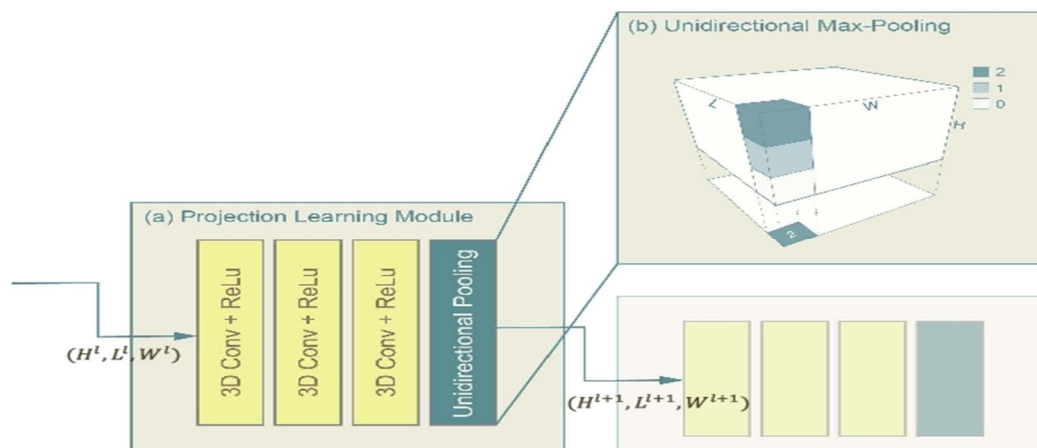 (b) Unidirectional Max-Pooling
2
1
0
L
W
H
2
(a) Projection Learning Module
3D Conv + ReLu
3D Conv + ReLu
3D Conv + ReLu
Unidirectional Pooling
(H^l, L^l, W^l)
(H^{l+1}, L^{l+1}, W^{l+1})